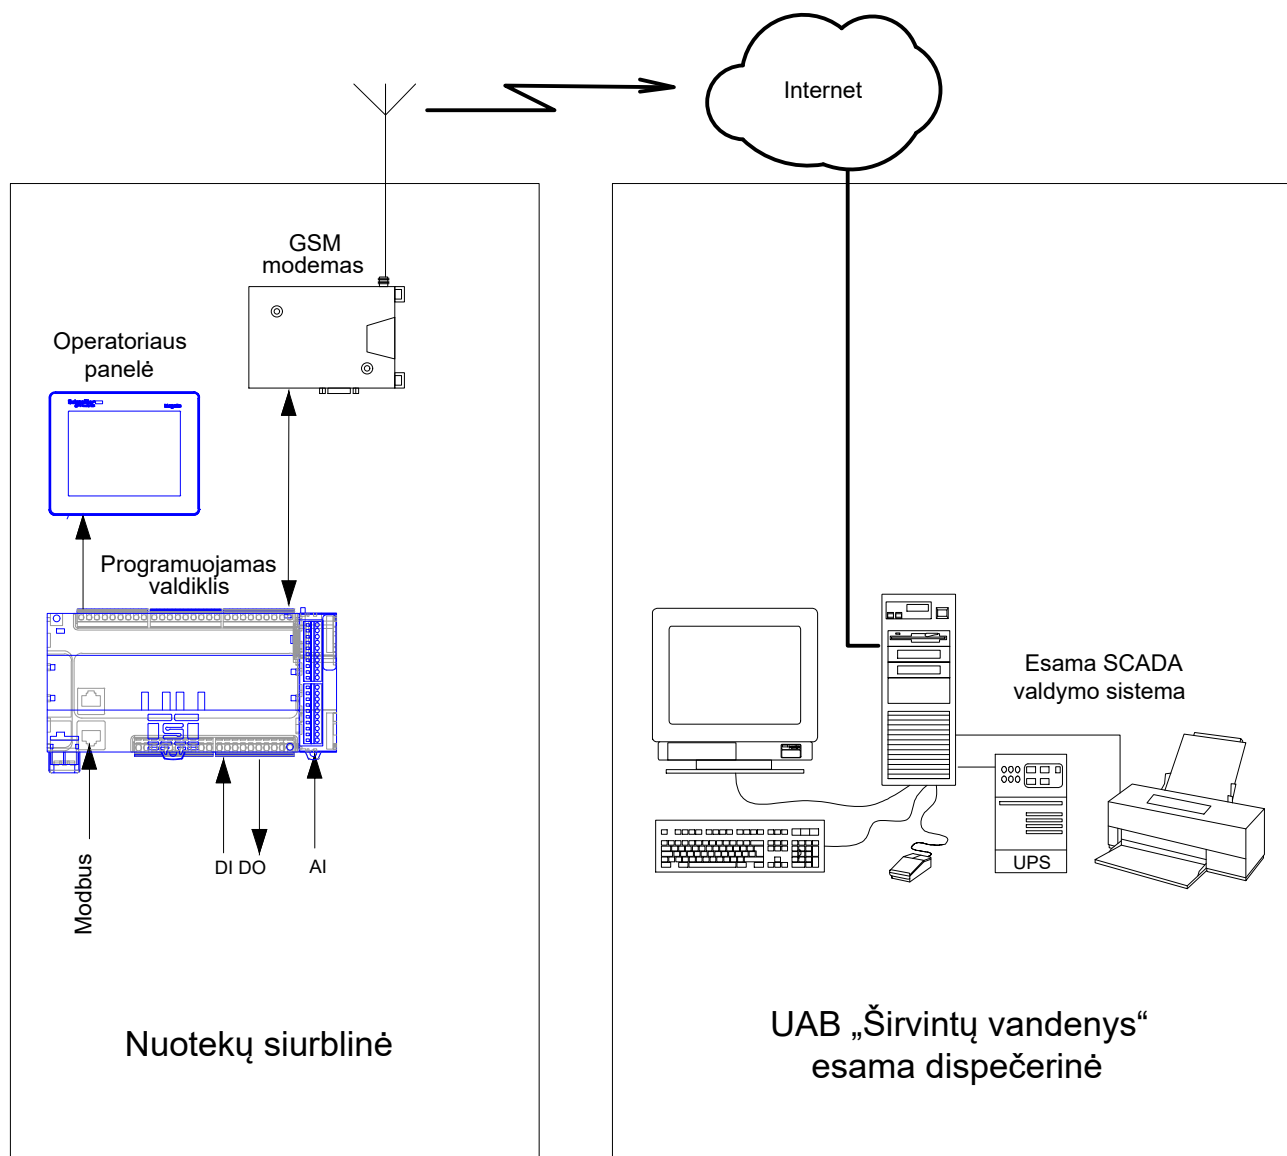 Internet
GSM
modemas
Operatoriaus
panelė
Programuojamas
valdiklis
Esama SCADA
valdymo sistema
UPS
DI DO
AI
Modbus
Nuotekų siurblinė
UAB „Širvintų vandenys“
esama dispečerinė